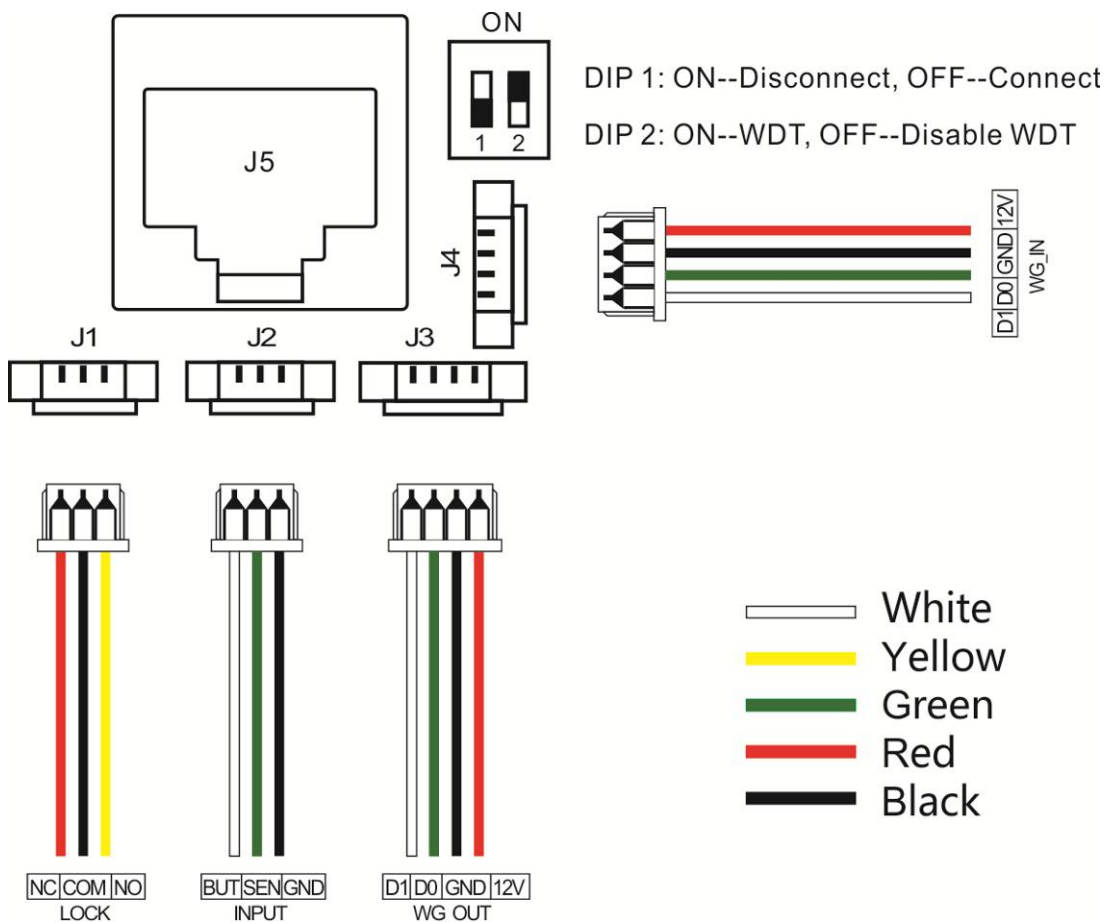 ON
1 2
DIP 1: ON--Disconnect, OFF--Connect
DIP 2: ON--WDT, OFF--Disable WDT
J5
J4
D1 D0 GND 12V
WG_IN
J1
J2
J3
White
Yellow
Green
Red
Black
NC COM NO
LOCK
BUT SEN GND
INPUT
D1 D0 GND 12V
WG OUT